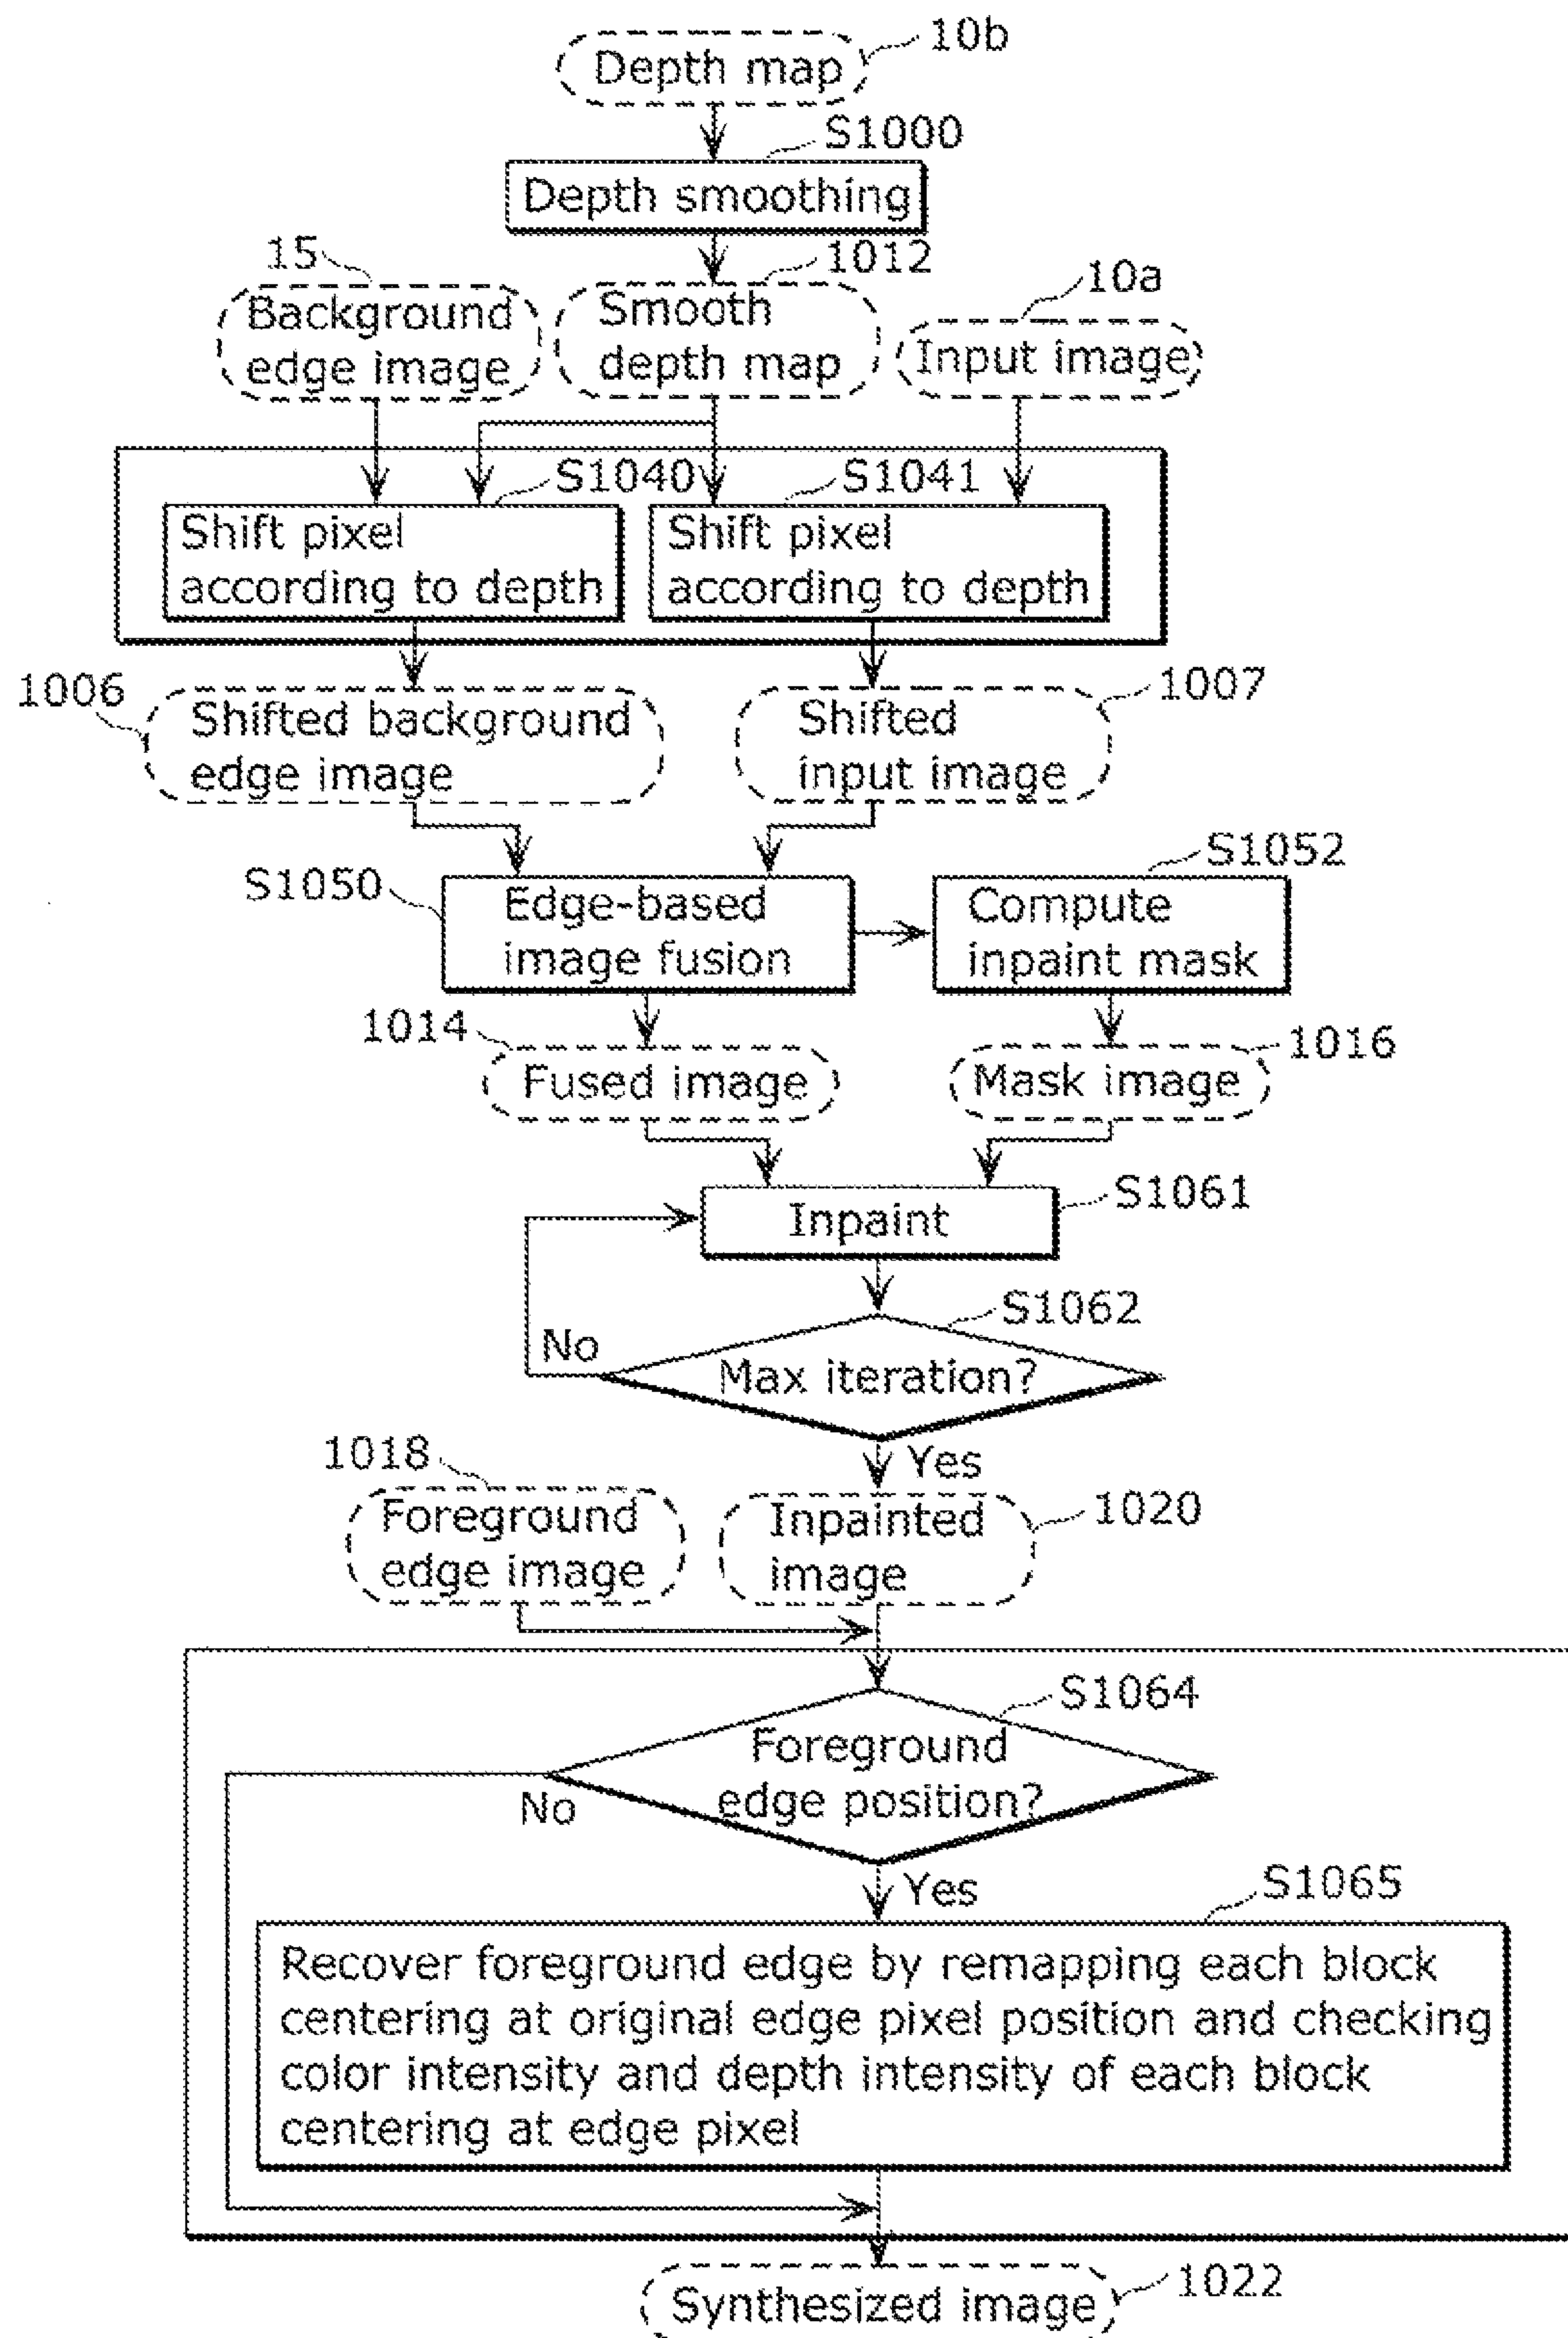 10b
Depth map
S1000
Depth smoothing
15
1012
10a
Background
edge image
Smooth
depth map
Input image
S1040
S1041
Shift pixel
according to depth
Shift pixel
according to depth
1006
1007
Shifted background
edge image
Shifted
input image
S1050
S1052
Edge-based
image fusion
Compute
inpaint mask
1014
1016
Fused image
Mask image
S1061
Inpaint
S1062
No
Max iteration?
Yes
1018
1020
Foreground
edge image
Inpainted
image
S1064
Foreground
edge position?
No
Yes
S1065
Recover foreground edge by remapping each block
centering at original edge pixel position and checking
color intensity and depth intensity of each block
centering at edge pixel
1022
Synthesized image